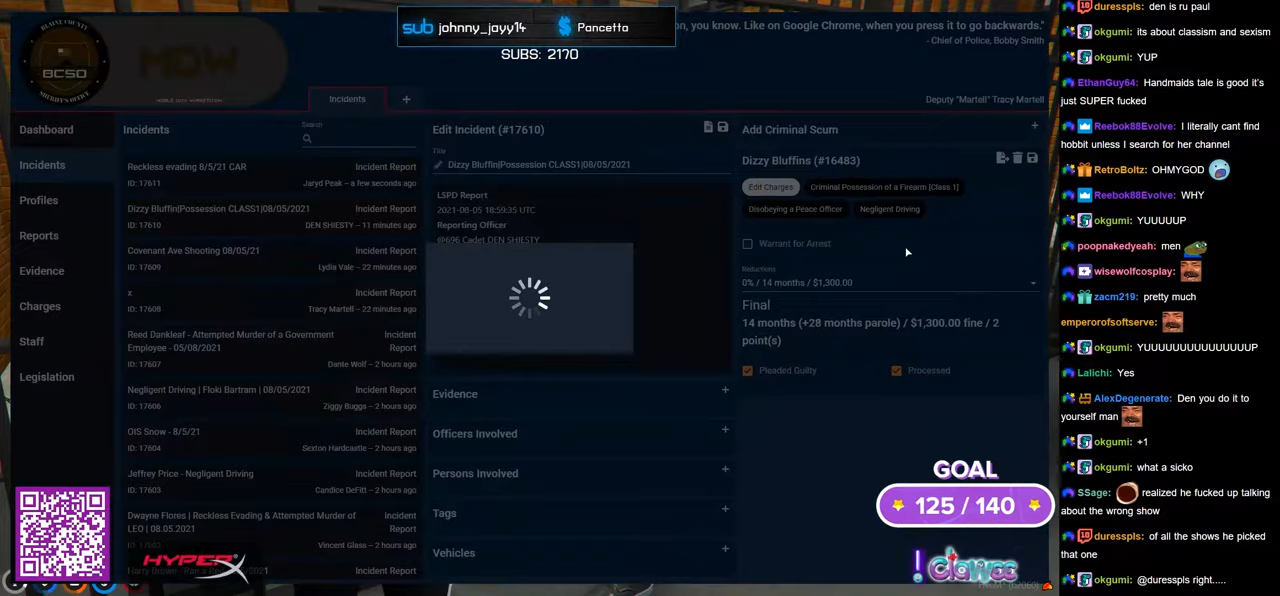 sub johnny_jayy14 $ Pancetta
SUBS: 2170
on, you know. Like on Google Chrome, when you press it to go backwards."
- Chief of Police, Bobby Smith
BLAINE COUNTY
BCSO
SHERIFF'S OFFICE
MDW
Incidents
+
Deputy "Martell" Tracy Martell
Dashboard
Incidents
Profiles
Reports
Evidence
Charges
Staff
Legislation
Incidents
Search
Reckless evading 8/5/21 CAR Incident Report
ID: 17611 Jaryd Peak – a few seconds ago
Dizzy Bluffin|Possession CLASS1|08/05/2021 Incident Report
ID: 17610 DEN SHIESTY – 11 minutes ago
Covenant Ave Shooting 08/05/21 Incident Report
ID: 17609 Lydia Vale – 22 minutes ago
x Incident Report
ID: 17608 Tracy Martell – 22 minutes ago
Reed Dankleaf - Attempted Murder of a Government Incident
Employee - 05/08/2021 Report
ID: 17607 Dante Wolf – 2 hours ago
Negligent Driving | Floki Bartram | 08/05/2021 Incident Report
ID: 17606 Ziggy Buggs – 2 hours ago
OIS Snow - 8/5/21 Incident Report
ID: 17604 Sexton Hardcastle – 2 hours ago
Jeffrey Price - Negligent Driving Incident Report
ID: 17603 Candice DeFitt – 2 hours ago
Dwayne Flores | Reckless Evading & Attempted Murder of Incident
LEO | 08.05.2021 Report
Vincent Glass – 2 hours ago
Incident Report
HYPERX
Edit Incident (#17610)
Title
Dizzy Bluffin|Possession CLASS1|08/05/2021
LSPD Report
2021-08-05 18:59:35 UTC
Reporting Officer
@696 Cadet DEN SHIESTY
Evidence +
Officers Involved +
Persons Involved +
Tags +
Vehicles +
Add Criminal Scum +
Dizzy Bluffins (#16483)
Edit Charges Criminal Possession of a Firearm [Class 1]
Disobeying a Peace Officer Negligent Driving
Warrant for Arrest
Reductions
0% / 14 months / $1,300.00
Final
14 months (+28 months parole) / $1,300.00 fine / 2
point(s)
Pleaded Guilty Processed
GOAL
125 / 140
!Clawee
duresspls: den is ru paul
okgumi: its about classism and sexism
okgumi: YUP
EthanGuy64: Handmaids tale is good it's
just SUPER fucked
Reebok88Evolve: I literally cant find
hobbit unless I search for her channel
RetroBoltz: OHMYGOD
Reebok88Evolve: WHY
okgumi: YUUUUUP
poopnakedyeah: men
wisewolfcosplay:
zacm219: pretty much
emperorofsoftserve:
okgumi: YUUUUUUUUUUUUUUUP
Lalichi: Yes
AlexDegenerate: Den you do it to
yourself man
okgumi: +1
okgumi: what a sicko
SSage: realized he fucked up talking
about the wrong show
duresspls: of all the shows he picked
that one
okgumi: @duresspls right.....